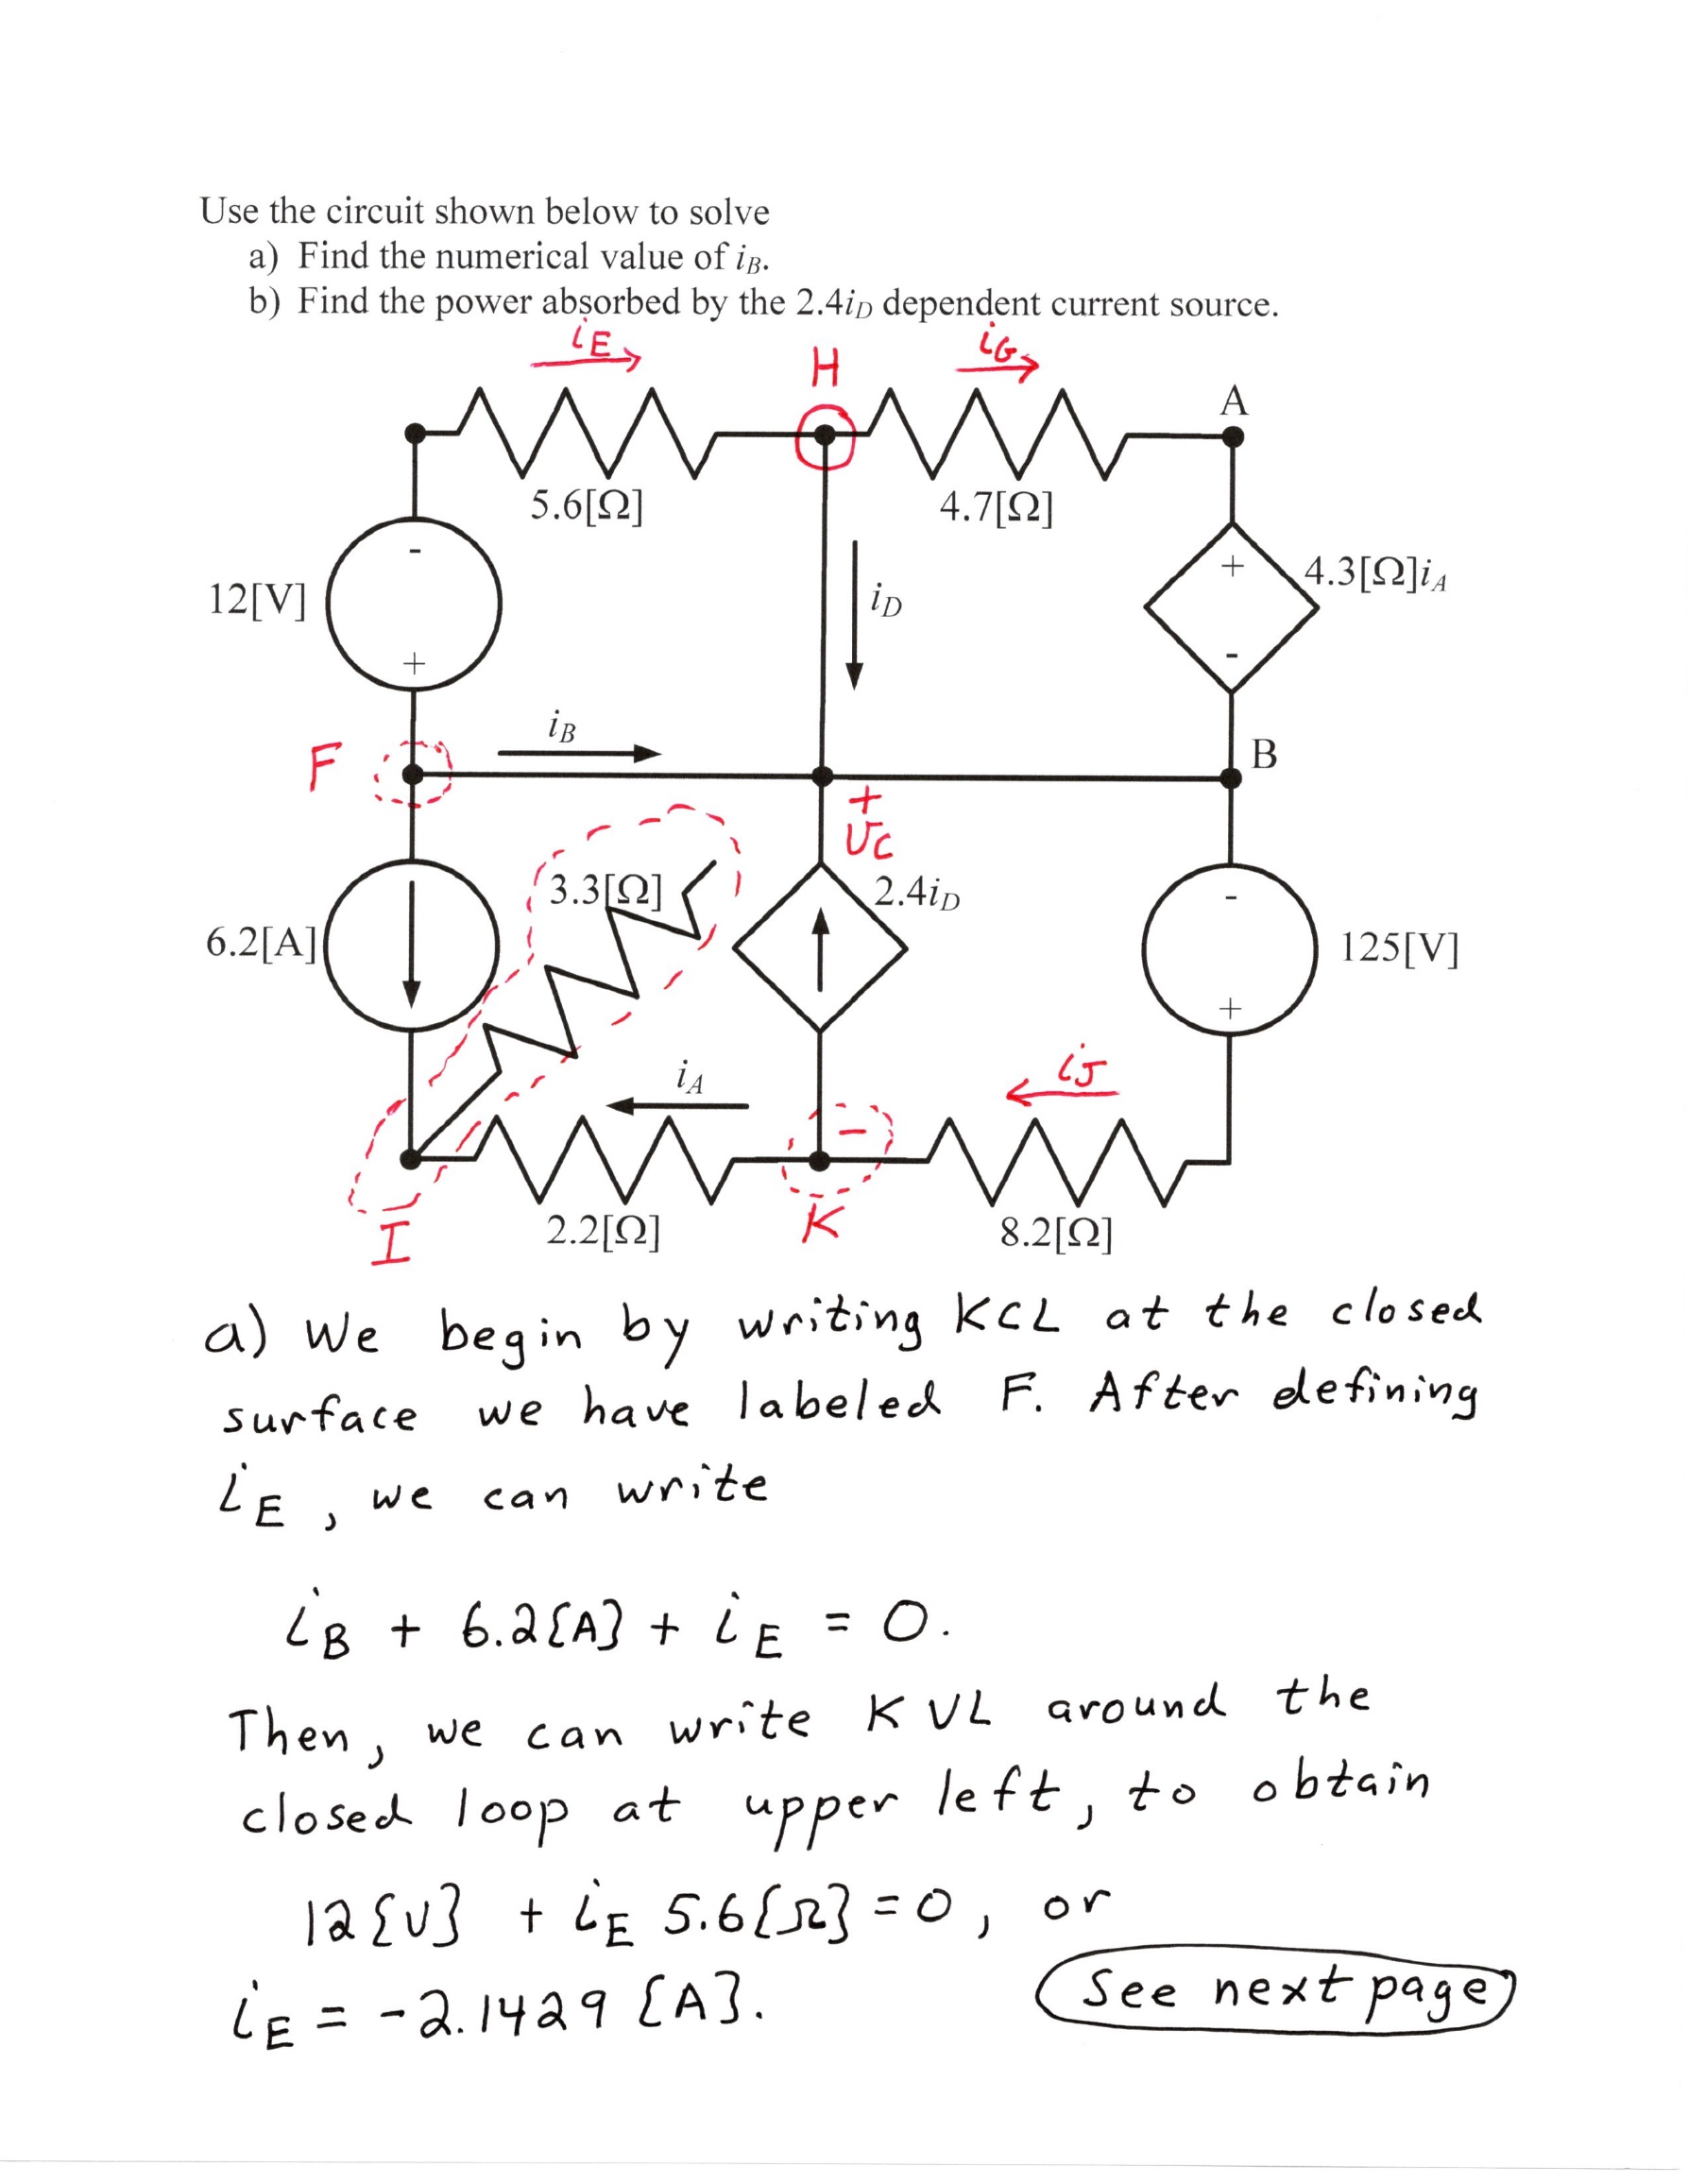 Use the circuit shown below to solve
a) Find the numerical value of iB.
b) Find the power absorbed by the 2.4iD dependent current source.
iE
H
iG
A
5.6[Ω]
4.7[Ω]
-
12[V]
+
iD
+
4.3[Ω]iA
-
iB
F
B
+
vC
3.3[Ω]
2.4iD
6.2[A]
-
125[V]
+
iA
iJ
-
I
2.2[Ω]
K
8.2[Ω]
a) We begin by writing KCL at the closed
surface we have labeled F. After defining
iE, we can write
iB + 6.2[A] + iE = 0.
Then, we can write KVL around the
closed loop at upper left, to obtain
12[V] + iE 5.6[Ω] = 0, or
iE = -2.1429 [A].
See next page